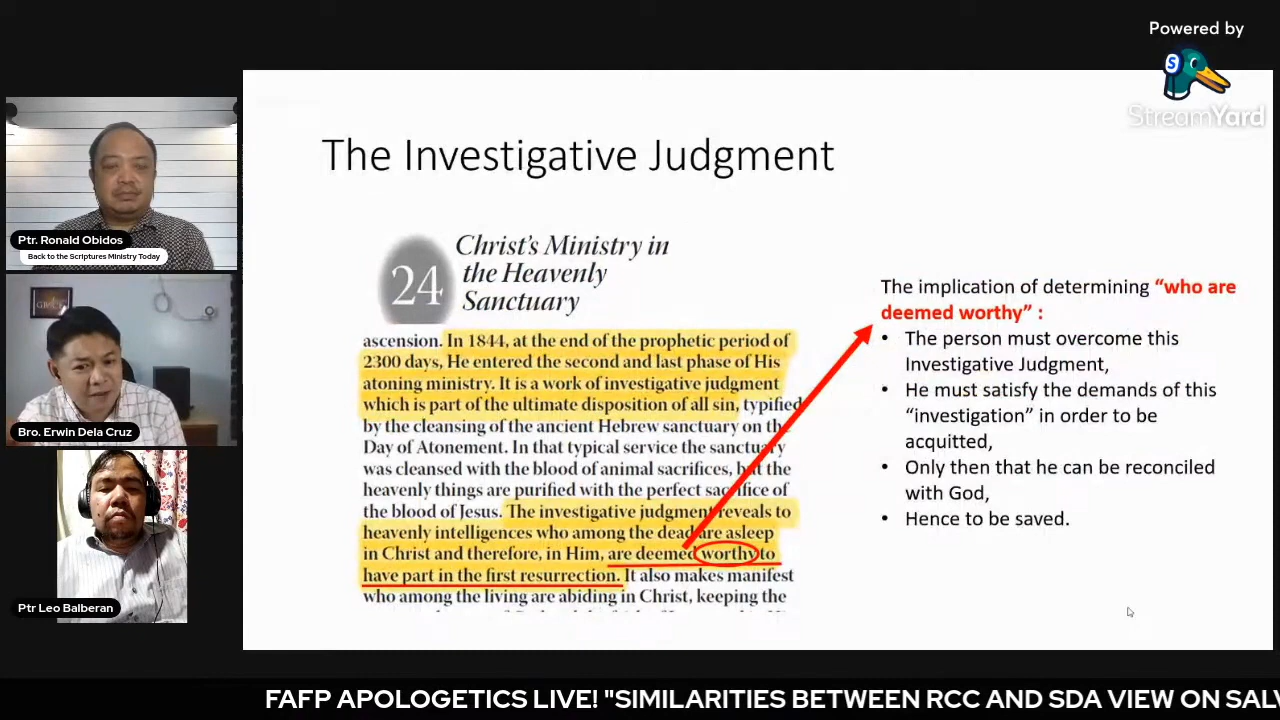 Powered by
StreamYard
Ptr. Ronald Obidos
Back to the Scriptures Ministry Today
Bro. Erwin Dela Cruz
Ptr Leo Balberan
The Investigative Judgment
24
Christ's Ministry in
the Heavenly
Sanctuary
ascension. In 1844, at the end of the prophetic period of
2300 days, He entered the second and last phase of His
atoning ministry. It is a work of investigative judgment
which is part of the ultimate disposition of all sin, typified
by the cleansing of the ancient Hebrew sanctuary on the
Day of Atonement. In that typical service the sanctuary
was cleansed with the blood of animal sacrifices, but the
heavenly things are purified with the perfect sacrifice of
the blood of Jesus. The investigative judgment reveals to
heavenly intelligences who among the dead are asleep
in Christ and therefore, in Him, are deemed worthy to
have part in the first resurrection. It also makes manifest
who among the living are abiding in Christ, keeping the
The implication of determining "who are
deemed worthy" :
• The person must overcome this
Investigative Judgment,
• He must satisfy the demands of this
"investigation" in order to be
acquitted,
• Only then that he can be reconciled
with God,
• Hence to be saved.
FAFP APOLOGETICS LIVE! "SIMILARITIES BETWEEN RCC AND SDA VIEW ON SALV